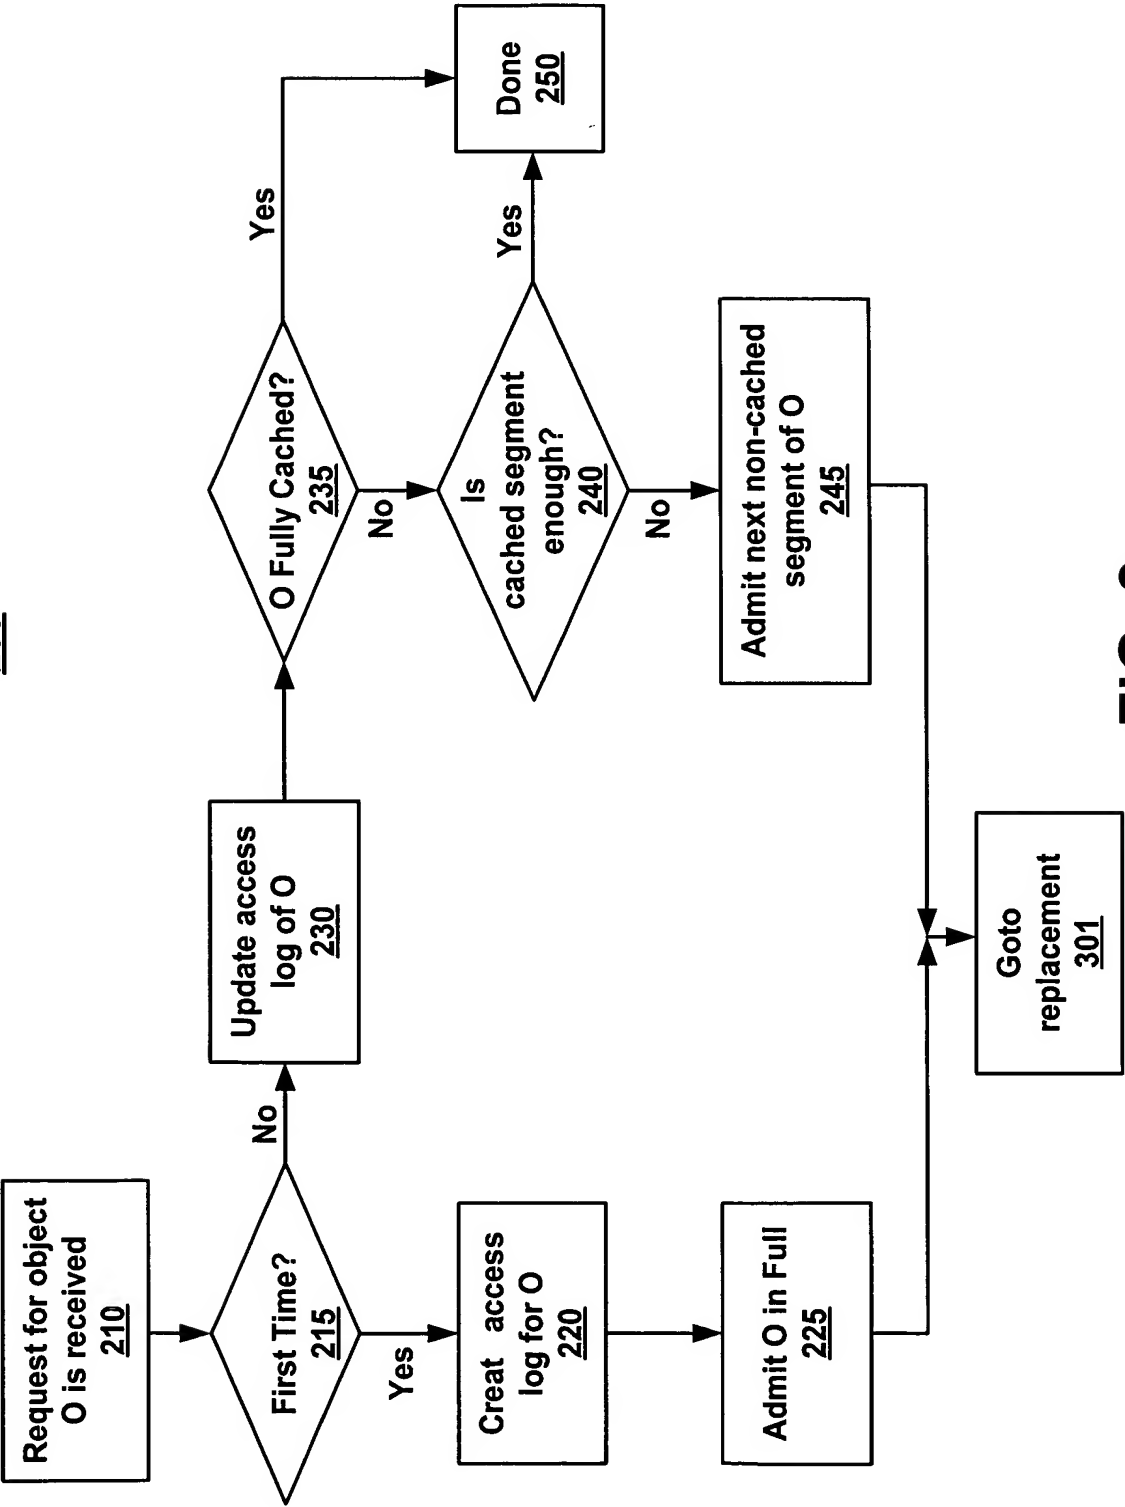 Request for object
O is received
210
First Time?
215
No
Yes
Update access
log of O
230
O Fully Cached?
235
Yes
No
Is
cached segment
enough?
240
Yes
No
Done
250
Creat access
log for O
220
Admit O in Full
225
Admit next non-cached
segment of O
245
Goto
replacement
301